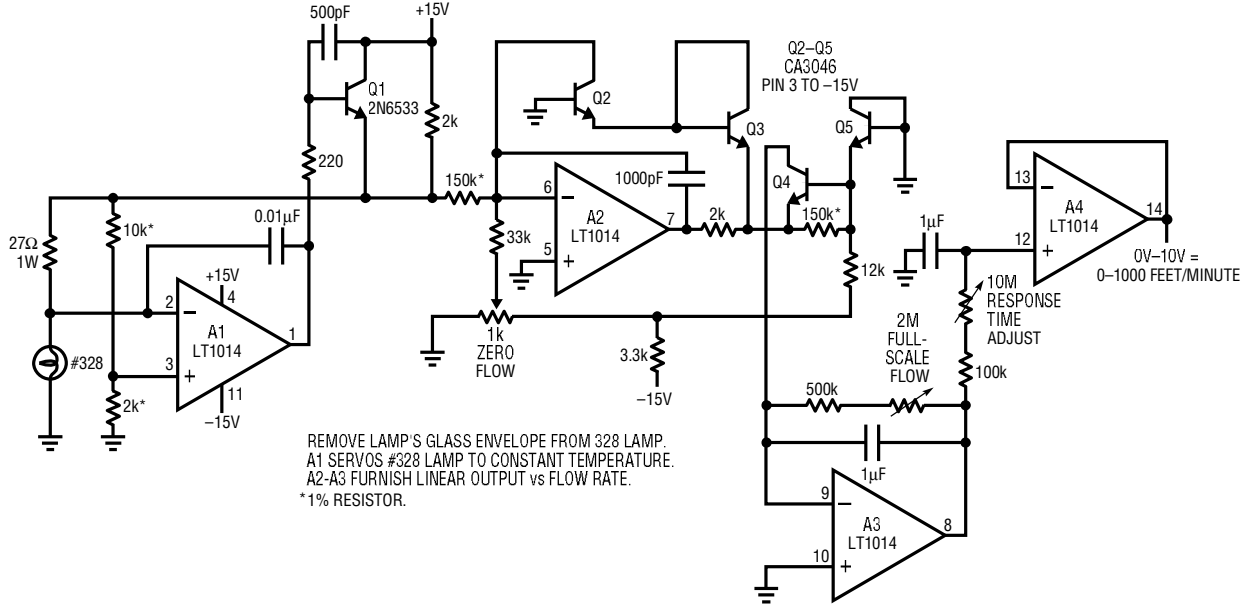 500pF
+15V
Q1
2N6533
2k
220
150k*
10k*
0.01µF
27Ω
1W
+15V
2
4
A1
LT1014
1
3
11
–15V
#328
2k*
Q2
Q3
Q2–Q5
CA3046
PIN 3 TO –15V
Q5
Q4
1000pF
6
A2
LT1014
7
5
33k
2k
150k*
12k
1k
ZERO
FLOW
3.3k
–15V
13
A4
LT1014
14
12
1µF
0V–10V =
0–1000 FEET/MINUTE
10M
RESPONSE
TIME
ADJUST
2M
FULL-
SCALE
FLOW
100k
500k
1µF
9
A3
LT1014
8
10
REMOVE LAMP'S GLASS ENVELOPE FROM 328 LAMP.
A1 SERVOS #328 LAMP TO CONSTANT TEMPERATURE.
A2-A3 FURNISH LINEAR OUTPUT vs FLOW RATE.
*1% RESISTOR.